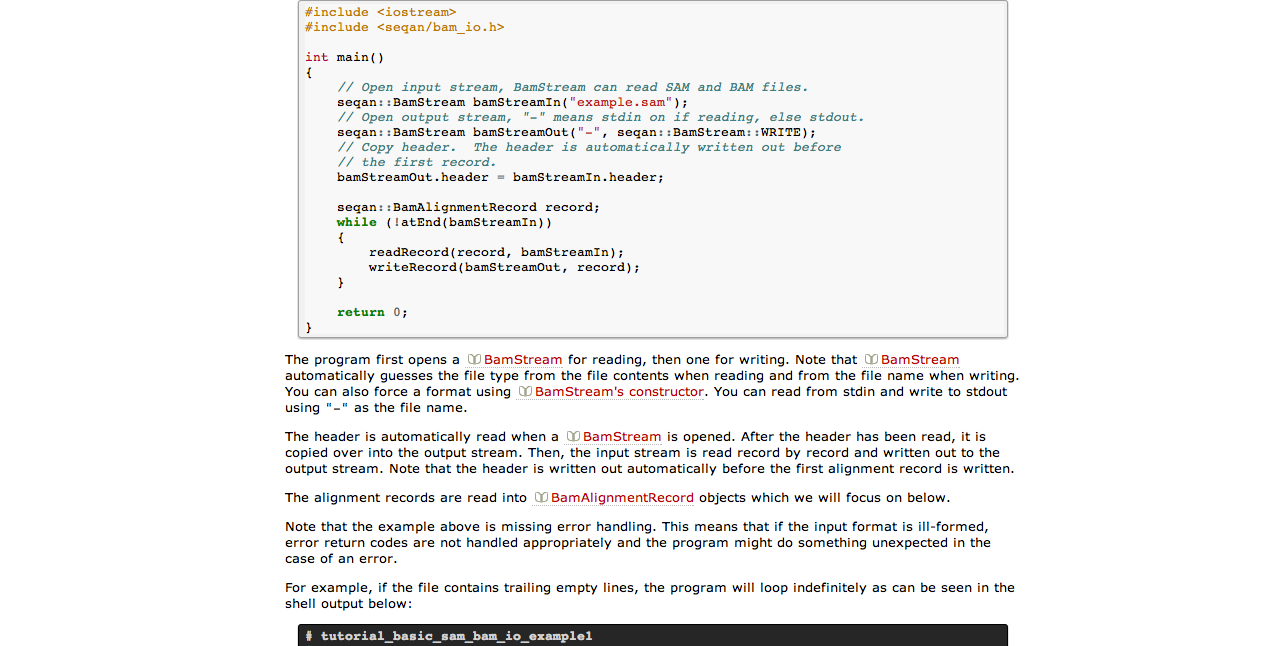 #include <iostream>
#include <seqan/bam_io.h>
int main()
{
    // Open input stream, BamStream can read SAM and BAM files.
    seqan::BamStream bamStreamIn("example.sam");
    // Open output stream, "-" means stdin on if reading, else stdout.
    seqan::BamStream bamStreamOut("-", seqan::BamStream::WRITE);
    // Copy header.  The header is automatically written out before
    // the first record.
    bamStreamOut.header = bamStreamIn.header;
    seqan::BamAlignmentRecord record;
    while (!atEnd(bamStreamIn))
    {
        readRecord(record, bamStreamIn);
        writeRecord(bamStreamOut, record);
    }
    return 0;
}
The program first opens a BamStream for reading, then one for writing. Note that BamStream
automatically guesses the file type from the file contents when reading and from the file name when writing.
You can also force a format using BamStream's constructor. You can read from stdin and write to stdout
using "-" as the file name.
The header is automatically read when a BamStream is opened. After the header has been read, it is
copied over into the output stream. Then, the input stream is read record by record and written out to the
output stream. Note that the header is written out automatically before the first alignment record is written.
The alignment records are read into BamAlignmentRecord objects which we will focus on below.
Note that the example above is missing error handling. This means that if the input format is ill-formed,
error return codes are not handled appropriately and the program might do something unexpected in the
case of an error.
For example, if the file contains trailing empty lines, the program will loop indefinitely as can be seen in the
shell output below:
# tutorial_basic_sam_bam_io_example1